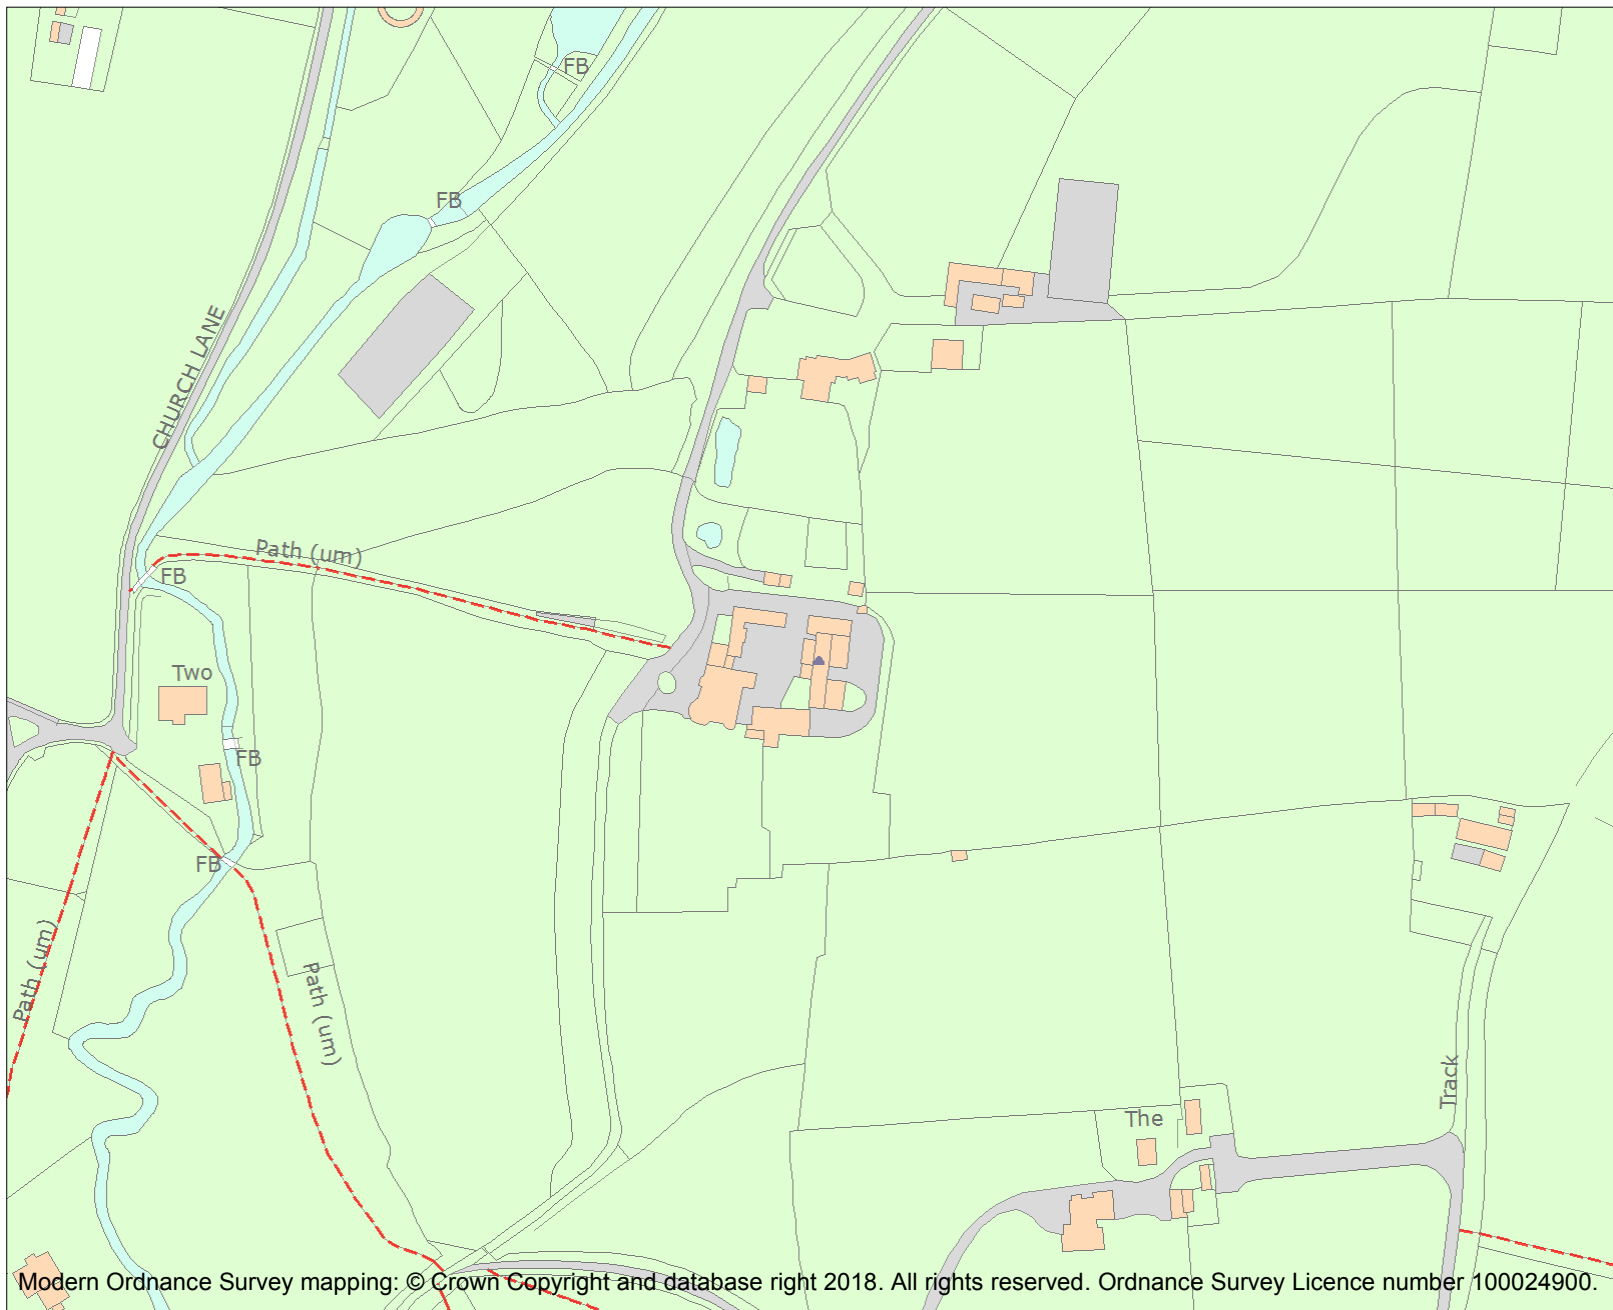 FB
FB
CHURCH LANE
Path (um)
FB
Two
FB
FB
Path (um)
Path (um)
Track
The
Modern Ordnance Survey mapping: © Crown Copyright and database right 2018. All rights reserved. Ordnance Survey Licence number 100024900.